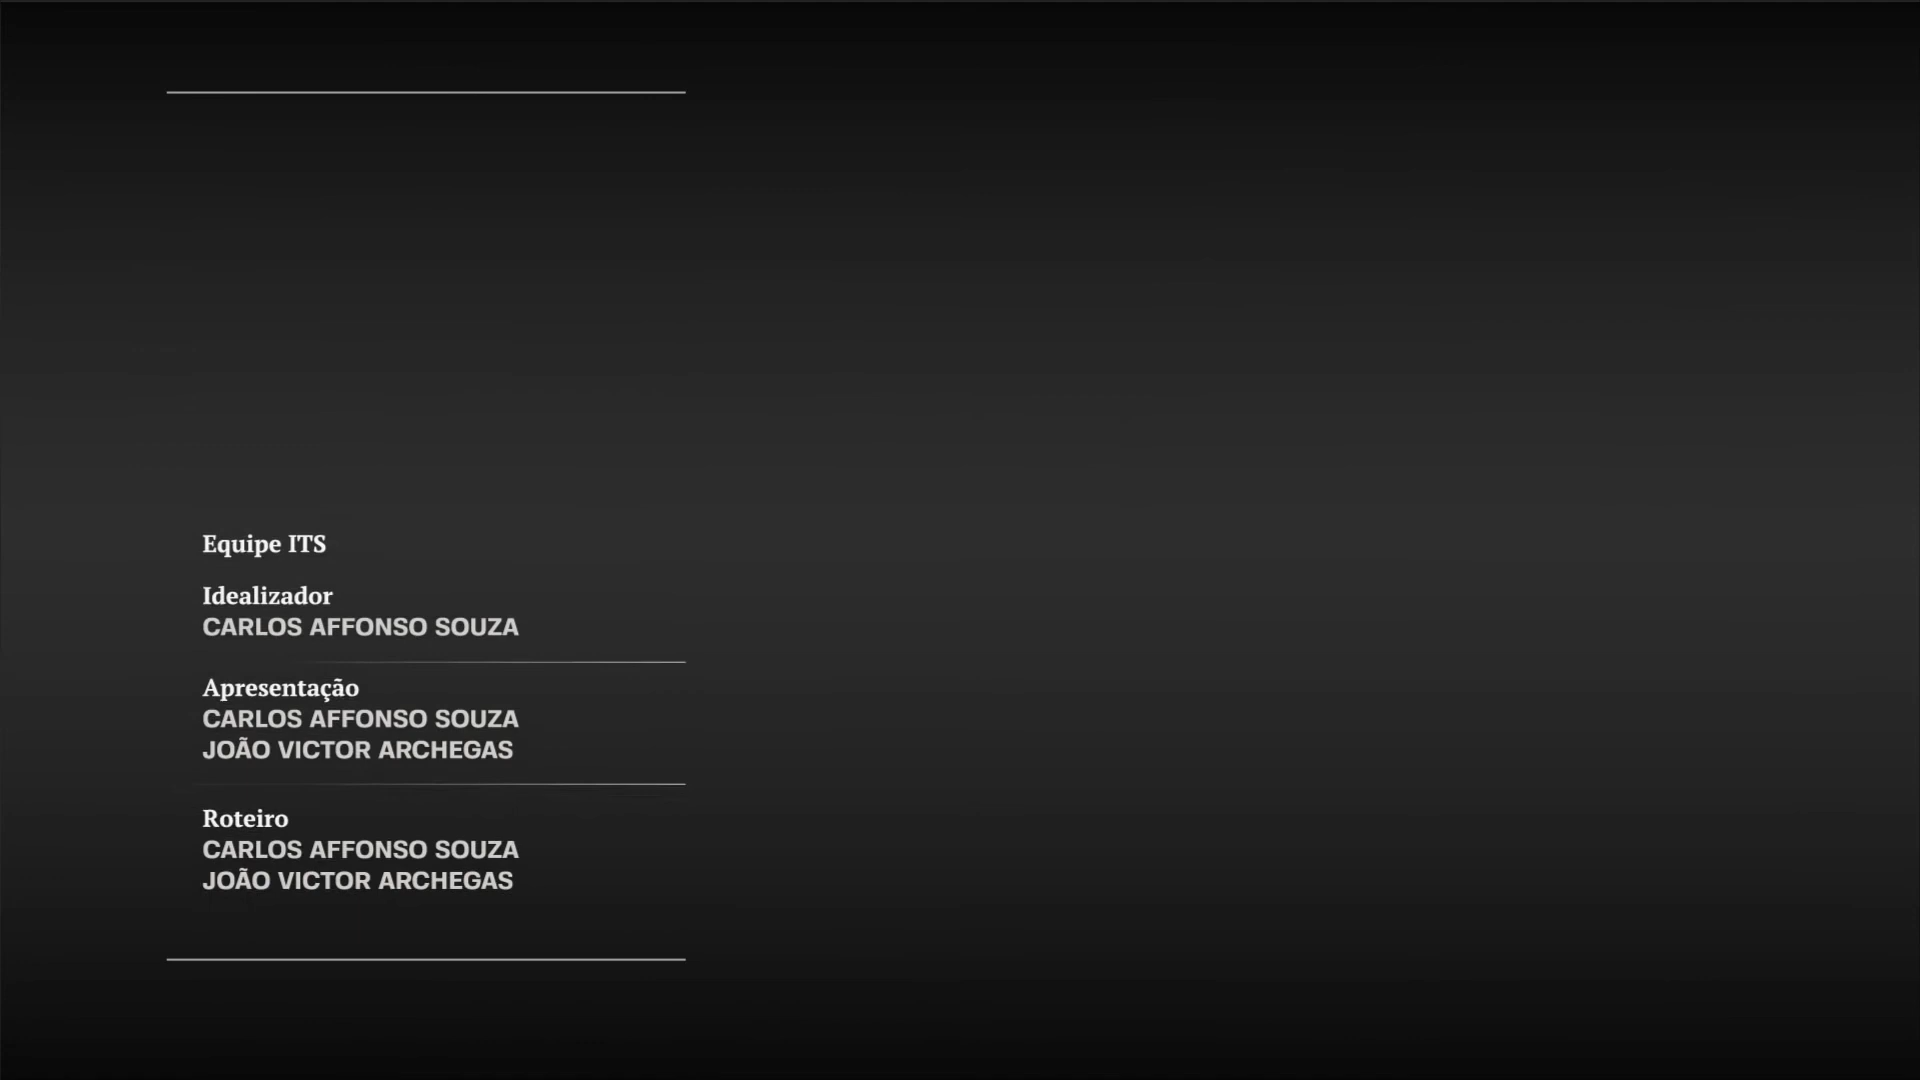 Equipe ITS
Idealizador
CARLOS AFFONSO SOUZA
Apresentação
CARLOS AFFONSO SOUZA
JOÃO VICTOR ARCHEGAS
Roteiro
CARLOS AFFONSO SOUZA
JOÃO VICTOR ARCHEGAS